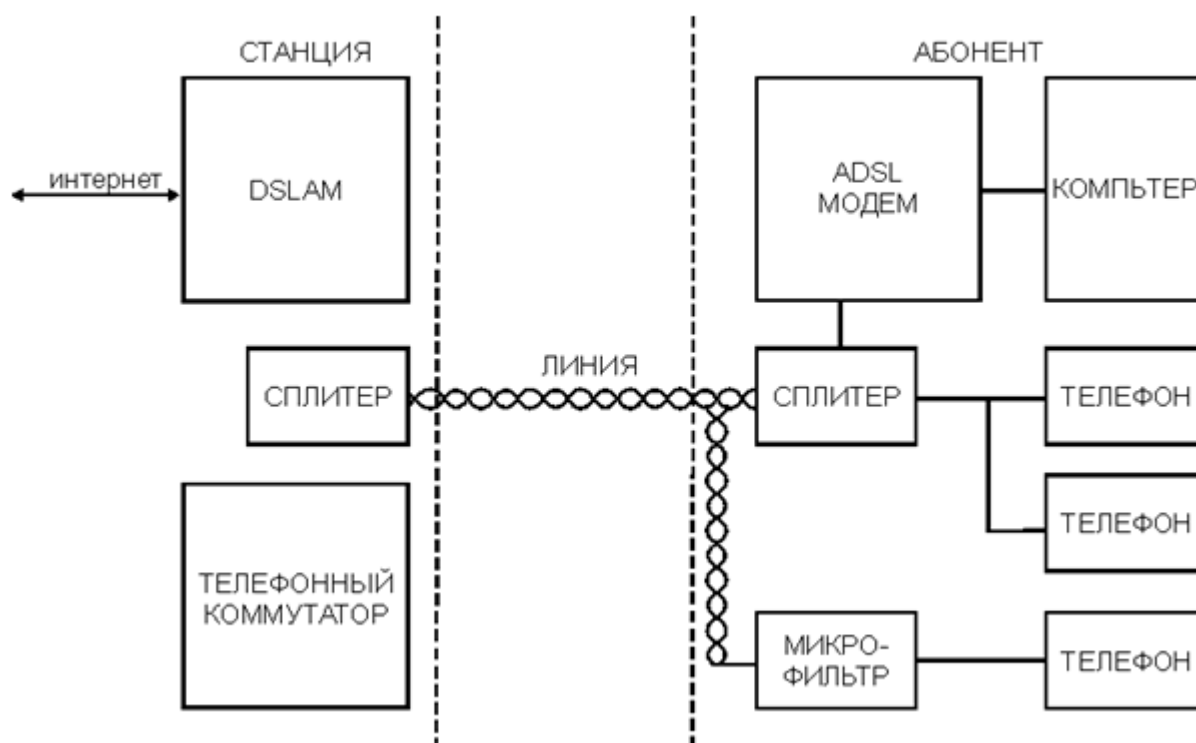 СТАНЦИЯ
АБОНЕНТ
интернет
DSLAM
ADSL
МОДЕМ
КОМПЬТЕР
ЛИНИЯ
СПЛИТЕР
СПЛИТЕР
ТЕЛЕФОН
ТЕЛЕФОН
ТЕЛЕФОННЫЙ
КОММУТАТОР
МИКРО-
ФИЛЬТР
ТЕЛЕФОН